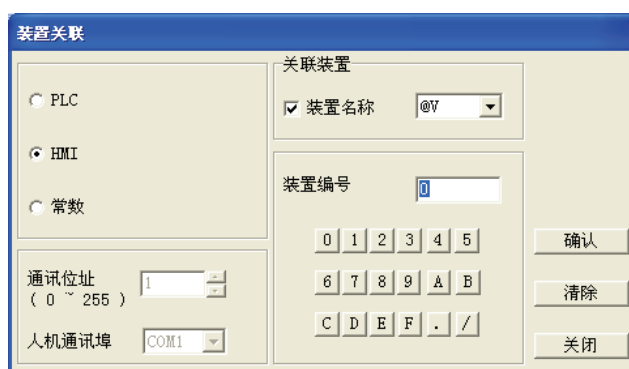 装置关联
PLC
HMI
常数
通讯位址
( 0 ~ 255 )
1
人机通讯埠
COM1
关联装置
装置名称
@V
装置编号
0
0 1 2 3 4 5
6 7 8 9 A B
C D E F . /
确认
清除
关闭